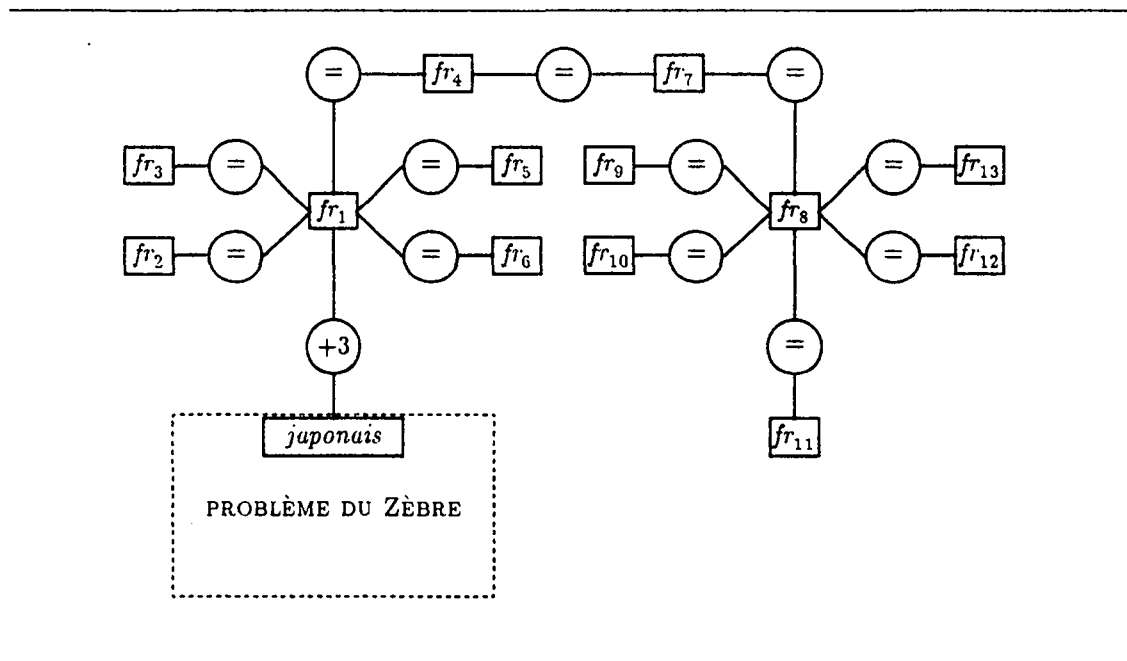 = fr₄ = fr₇ =
fr₃ = = fr₅ fr₉ = = fr₁₃
fr₁ fr₈
fr₂ = = fr₆ fr₁₀ = = fr₁₂
+3 =
japonais fr₁₁
PROBLÈME DU ZÈBRE